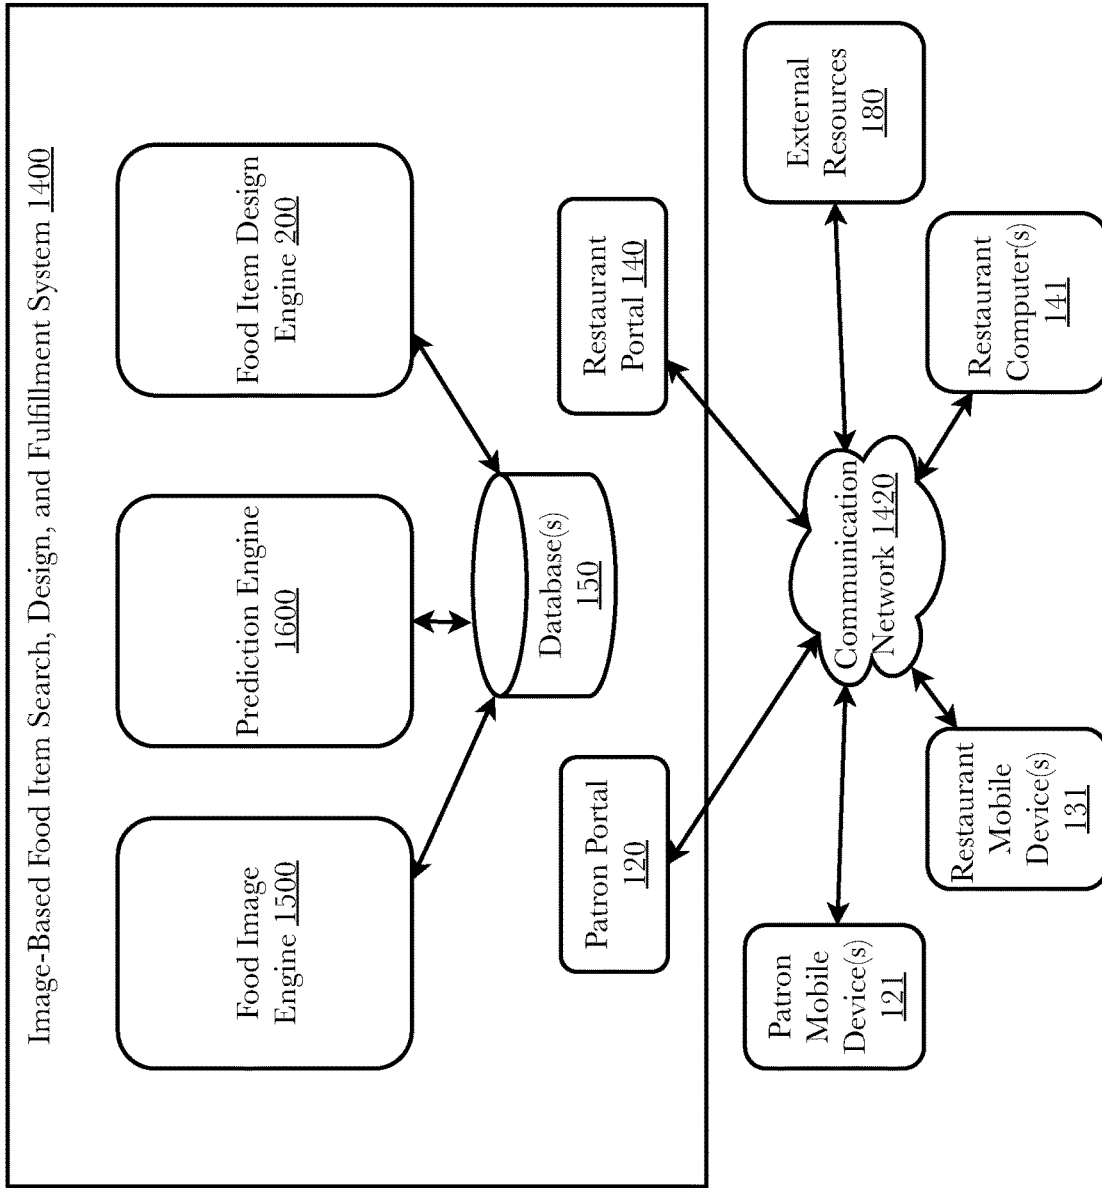 Image-Based Food Item Search, Design, and Fulfillment System 1400
Food Image
Engine 1500
Prediction Engine
1600
Food Item Design
Engine 200
Database(s)
150
Patron Portal
120
Restaurant
Portal 140
Communication
Network 1420
Patron
Mobile
Device(s)
121
Restaurant
Mobile
Device(s)
131
Restaurant
Computer(s)
141
External
Resources
180